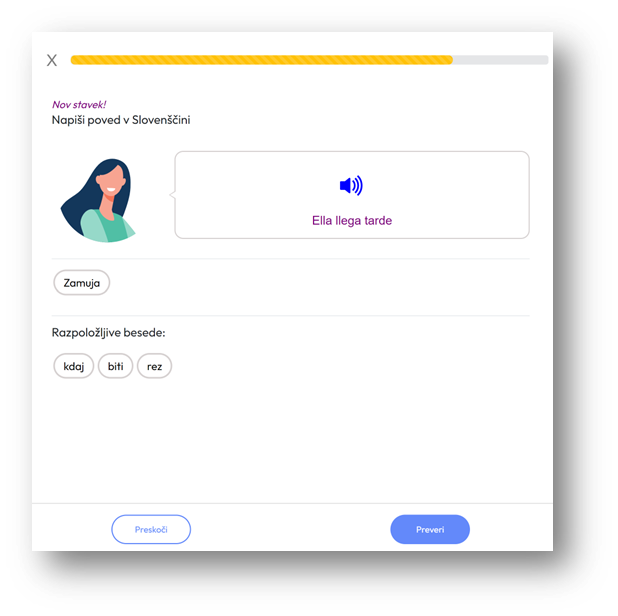 X
Nov stavek!
Napiši poved v Slovenščini
Ella llega tarde
Zamuja
Razpoložljive besede:
kdaj biti rez
Preskoči Preveri